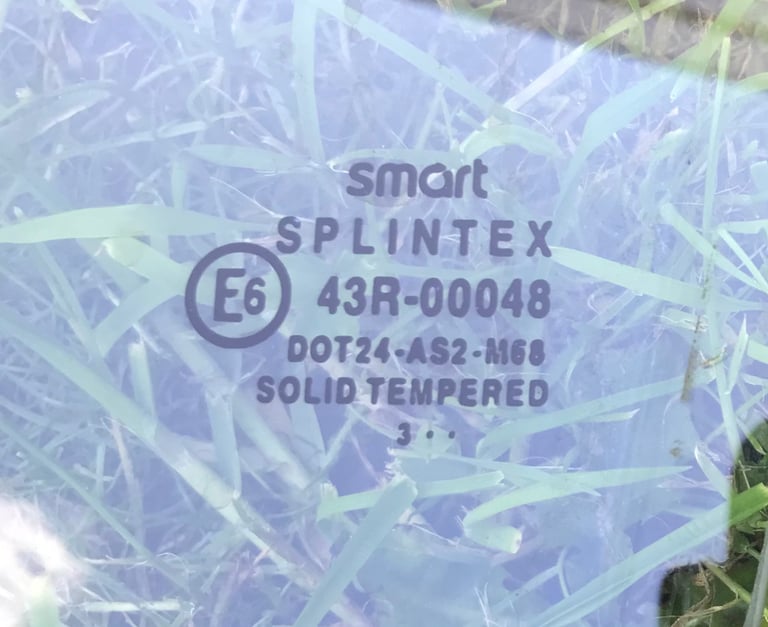 smart
SPLINTEX
E6 43R-00048
DOT24-AS2-M68
SOLID TEMPERED
3 • •